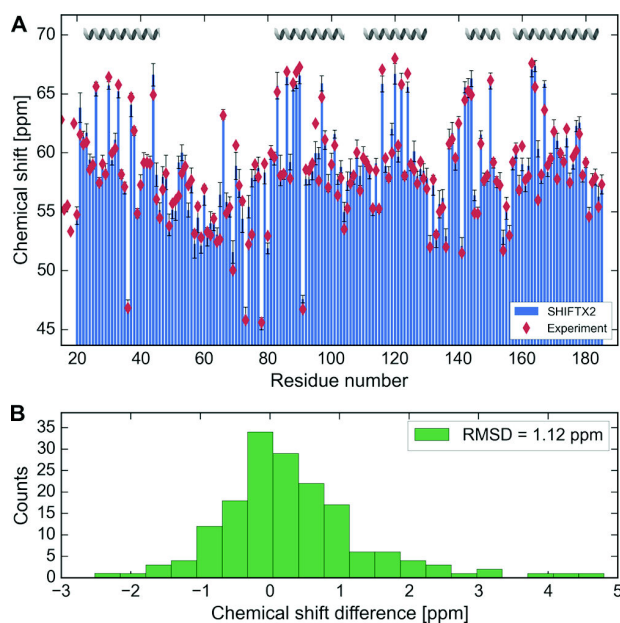 A
70
65
60
55
50
45
Chemical shift [ppm]
SHIFTX2
Experiment
20 40 60 80 100 120 140 160 180
Residue number
B
35
30
25
20
15
10
5
0
Counts
RMSD = 1.12 ppm
−3 −2 −1 0 1 2 3 4 5
Chemical shift difference [ppm]